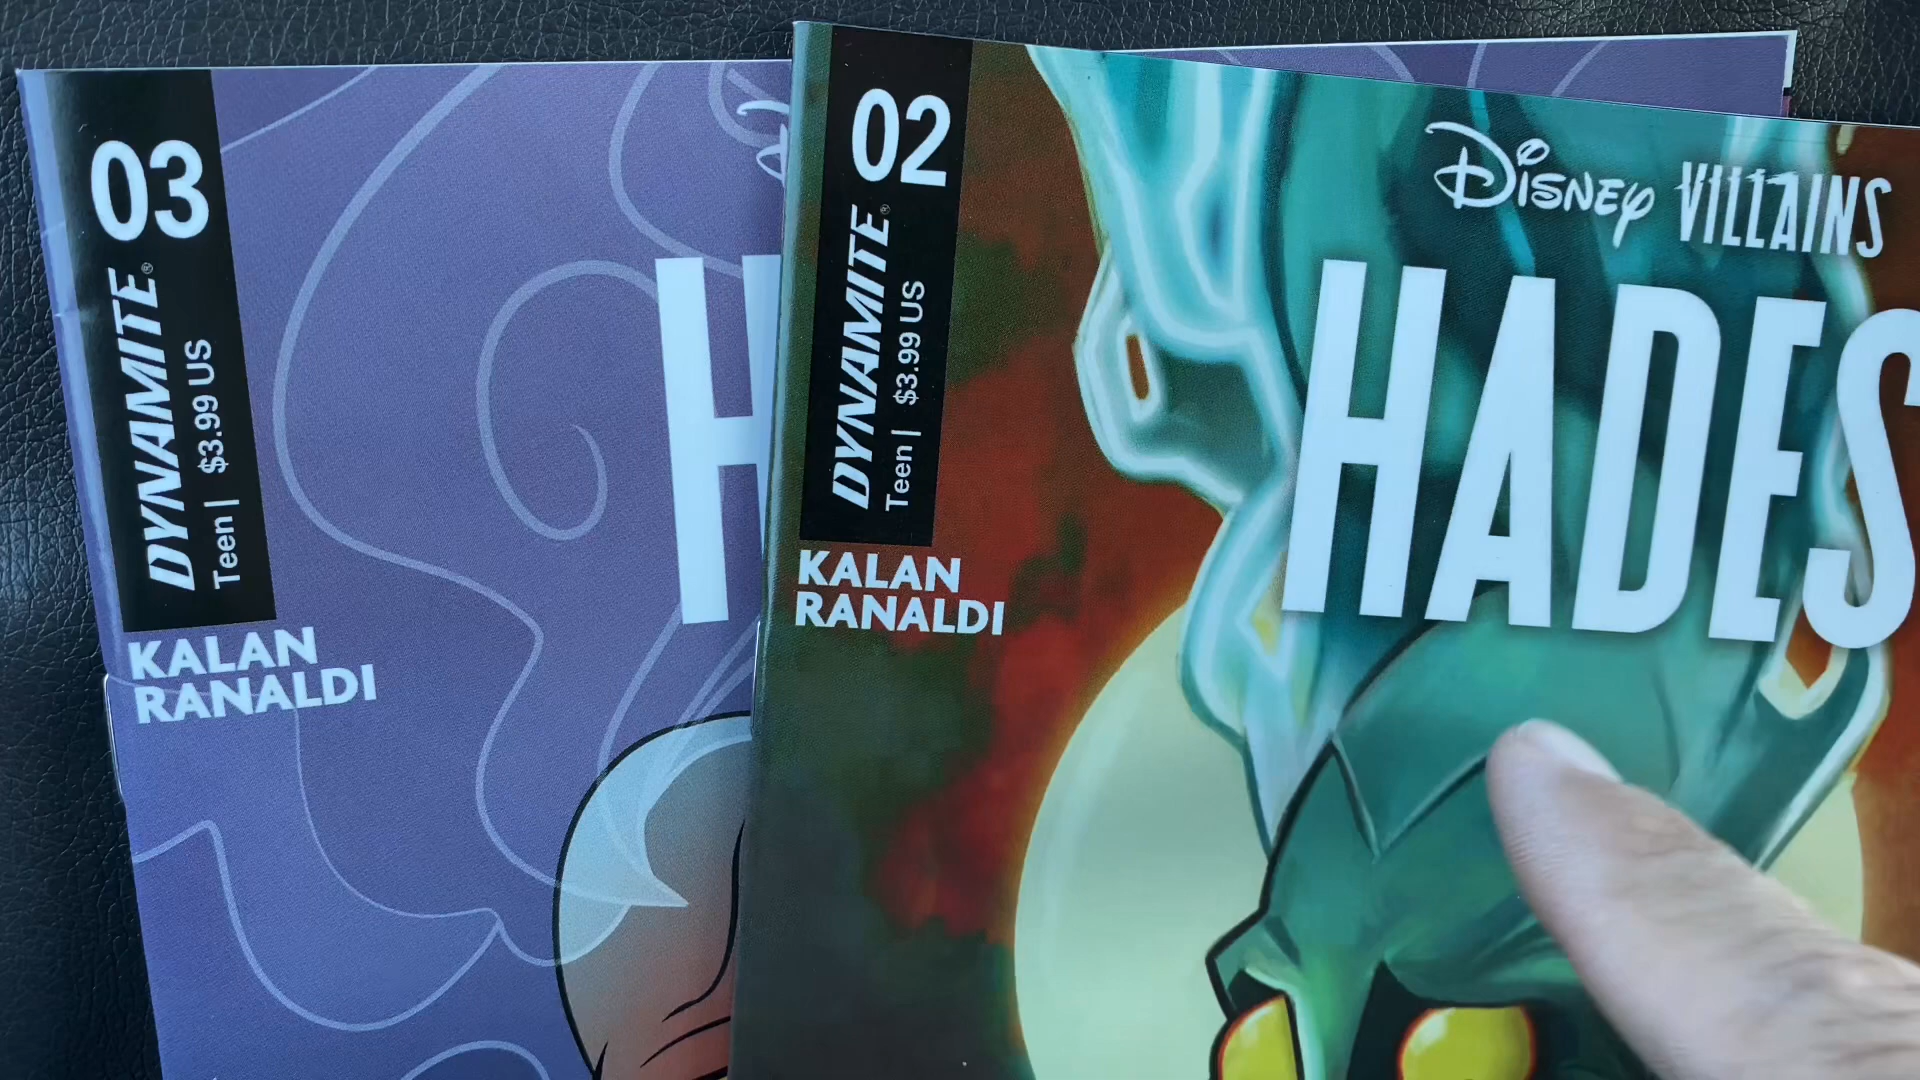 03
DYNAMITE®
Teen | $3.99 US
KALAN
RANALDI
H
02
DYNAMITE®
Teen | $3.99 US
KALAN
RANALDI
DISNEY VILLAINS
HADES